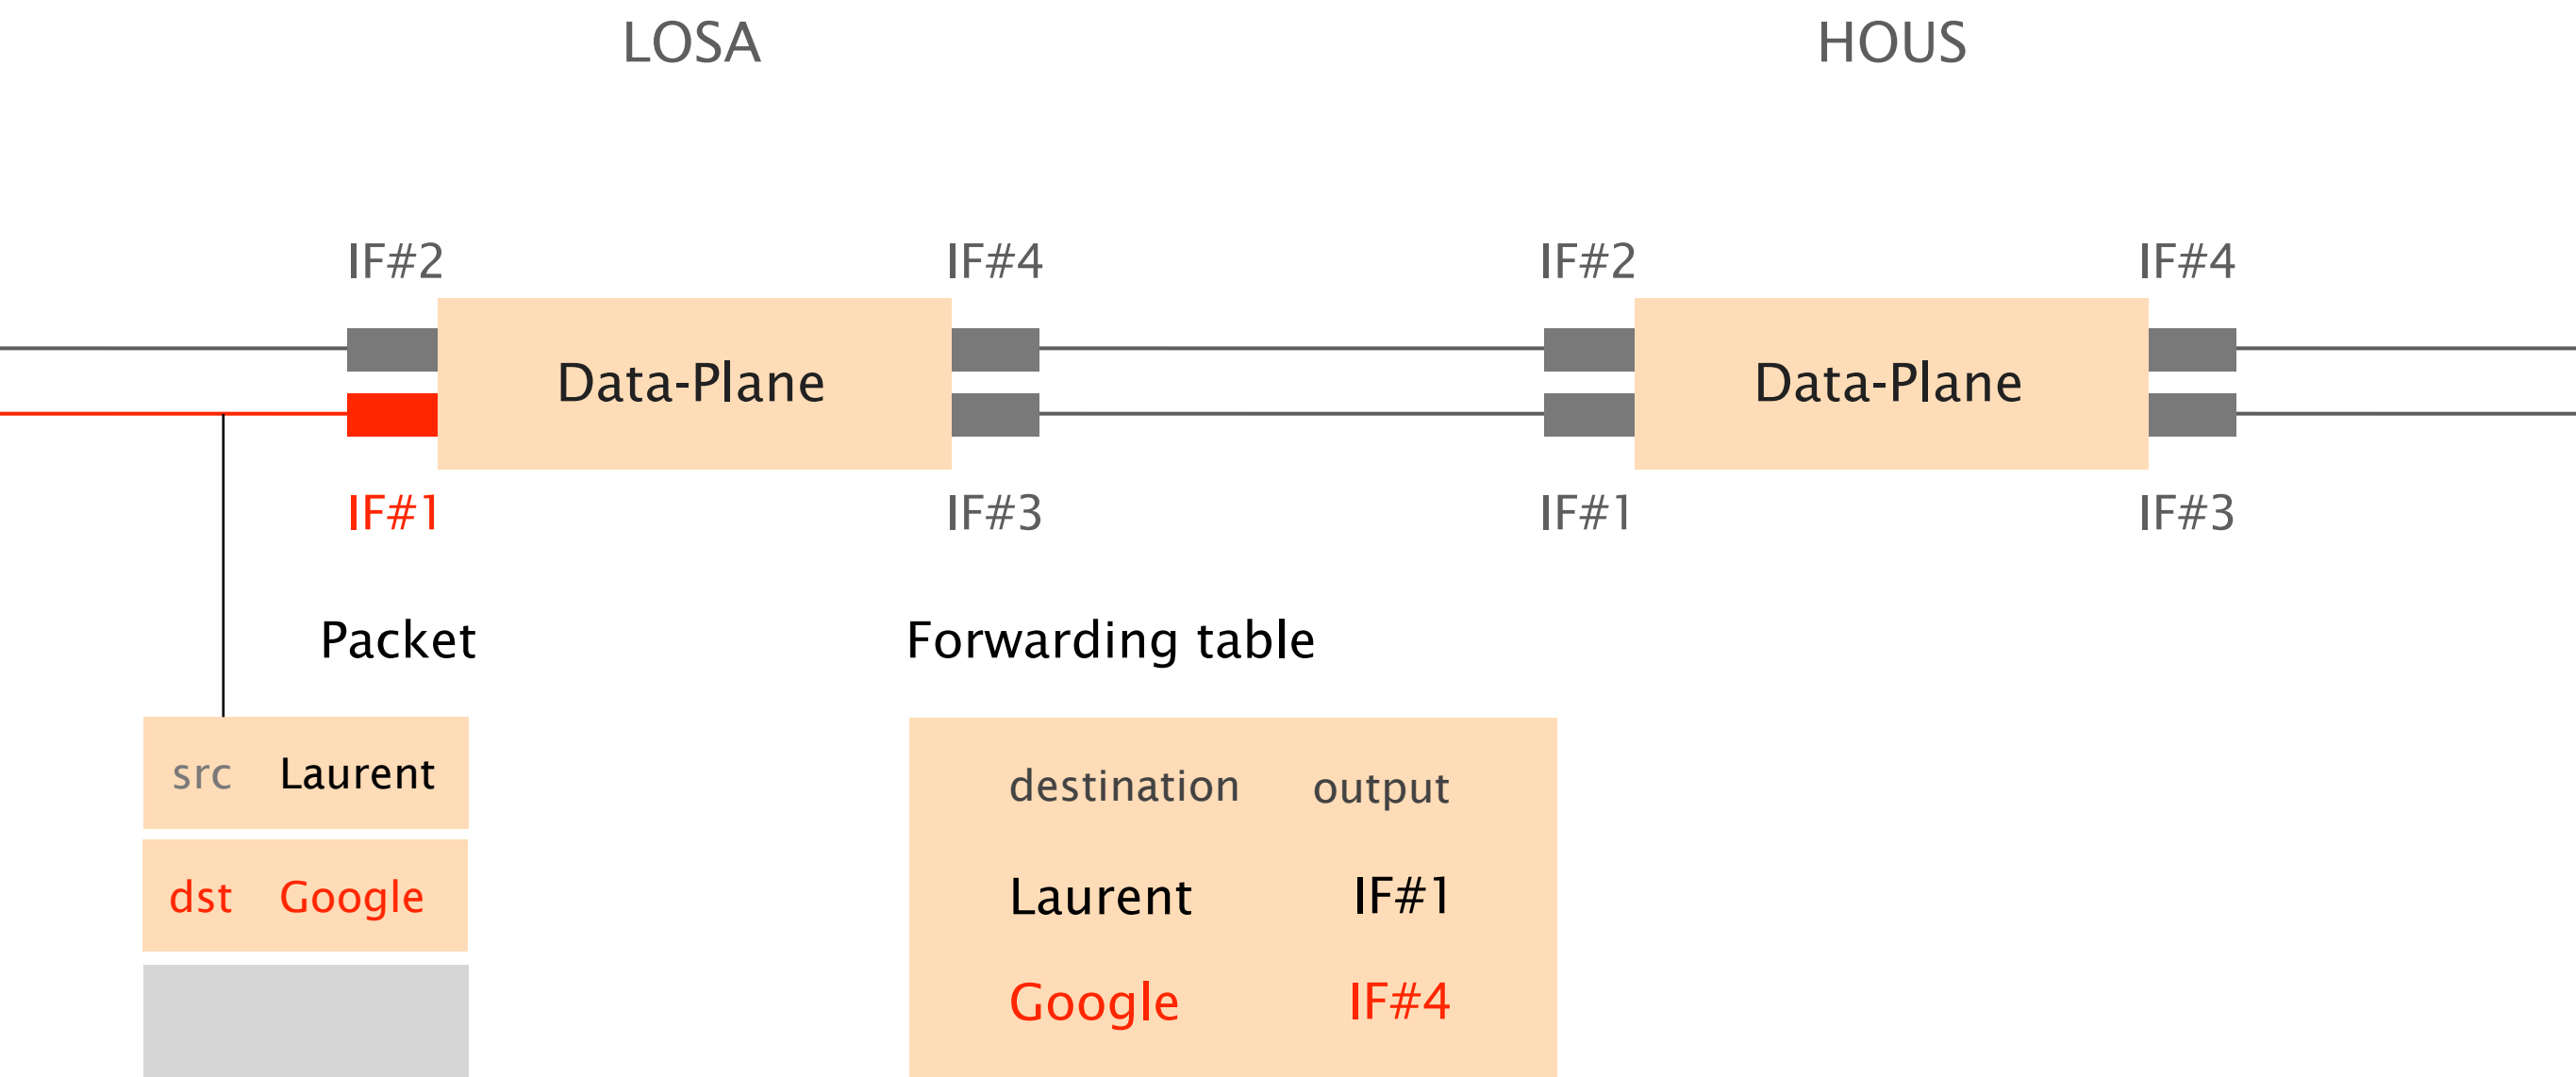 LOSA HOUS
IF#2 IF#4 IF#2 IF#4
Data-Plane Data-Plane
IF#1 IF#3 IF#1 IF#3
Packet Forwarding table
src Laurent
destination output
dst Google
Laurent IF#1
Google IF#4